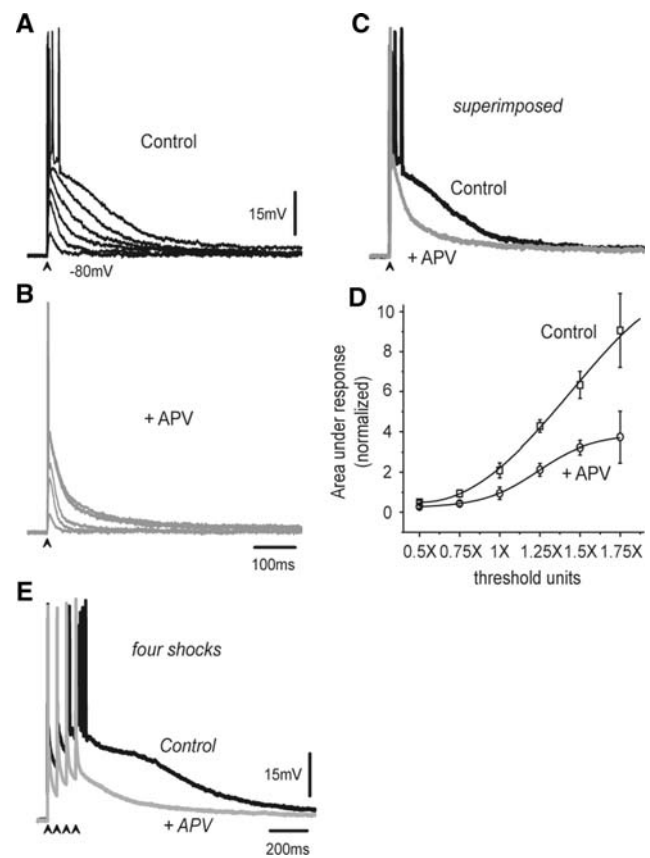 A
Control
15mV
-80mV
B
+ APV
100ms
C
superimposed
Control
+ APV
D
Area under response
(normalized)
10
8
6
4
2
0
Control
+ APV
0.5X 0.75X 1X 1.25X 1.5X 1.75X
threshold units
E
four shocks
Control
15mV
+ APV
200ms